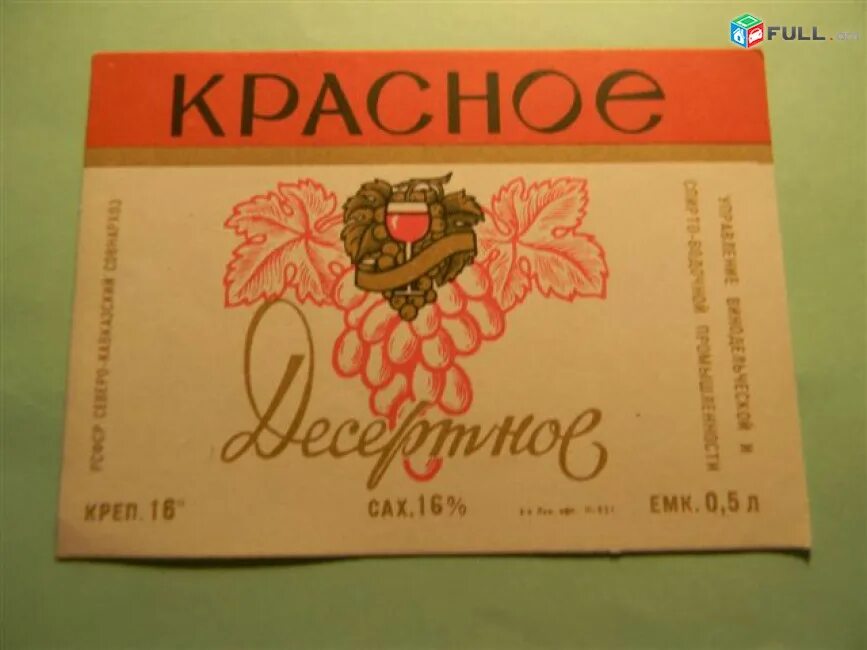 FULL.am
КРАСНОЕ
РСФСР СЕВЕРО-КАВКАЗСКИЙ СОВНАРХОЗ
УПРАВЛЕНИЕ ВИНОДЕЛЬЧЕСКОЙ И
СПИРТО-ВОДОЧНОЙ ПРОМЫШЛЕННОСТИ
Десертное
КРЕП. 16° САХ. 16% ЕМК. 0,5 Л